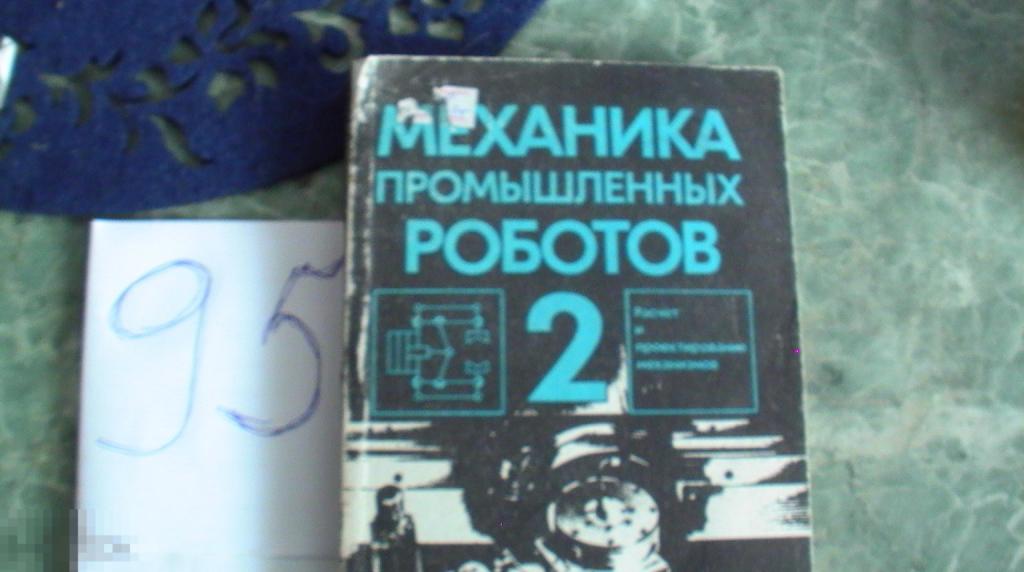 МЕХАНИКА
ПРОМЫШЛЕННЫХ
РОБОТОВ
2
Расчет
и
проектирование
механизмов
95